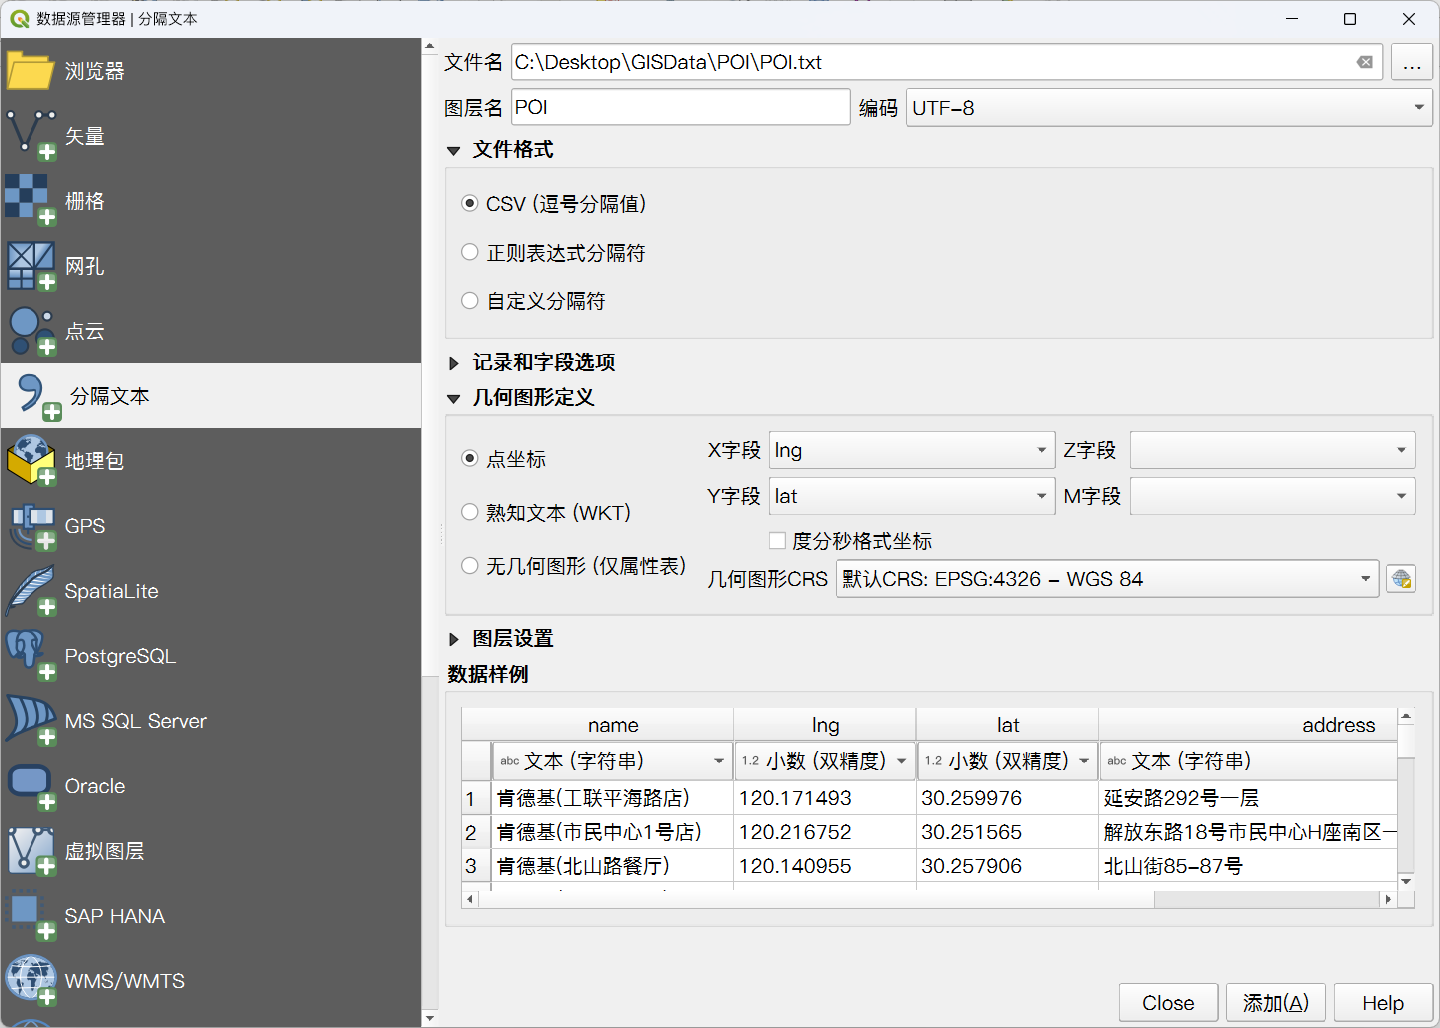 数据源管理器 | 分隔文本
浏览器
矢量
栅格
网孔
点云
分隔文本
地理包
GPS
SpatiaLite
PostgreSQL
MS SQL Server
Oracle
虚拟图层
SAP HANA
WMS/WMTS
文件名 C:\Desktop\GISData\POI\POI.txt ...
图层名 POI 编码 UTF-8
文件格式
CSV (逗号分隔值)
正则表达式分隔符
自定义分隔符
记录和字段选项
几何图形定义
点坐标
熟知文本 (WKT)
无几何图形 (仅属性表)
X字段 lng Z字段
Y字段 lat M字段
度分秒格式坐标
几何图形CRS 默认CRS: EPSG:4326 - WGS 84
图层设置
数据样例
name lng lat address
abc 文本 (字符串) 1.2 小数 (双精度) 1.2 小数 (双精度) abc 文本 (字符串)
1 肯德基(工联平海路店) 120.171493 30.259976 延安路292号一层
2 肯德基(市民中心1号店) 120.216752 30.251565 解放东路18号市民中心H座南区一
3 肯德基(北山路餐厅) 120.140955 30.257906 北山街85-87号
Close 添加(A) Help